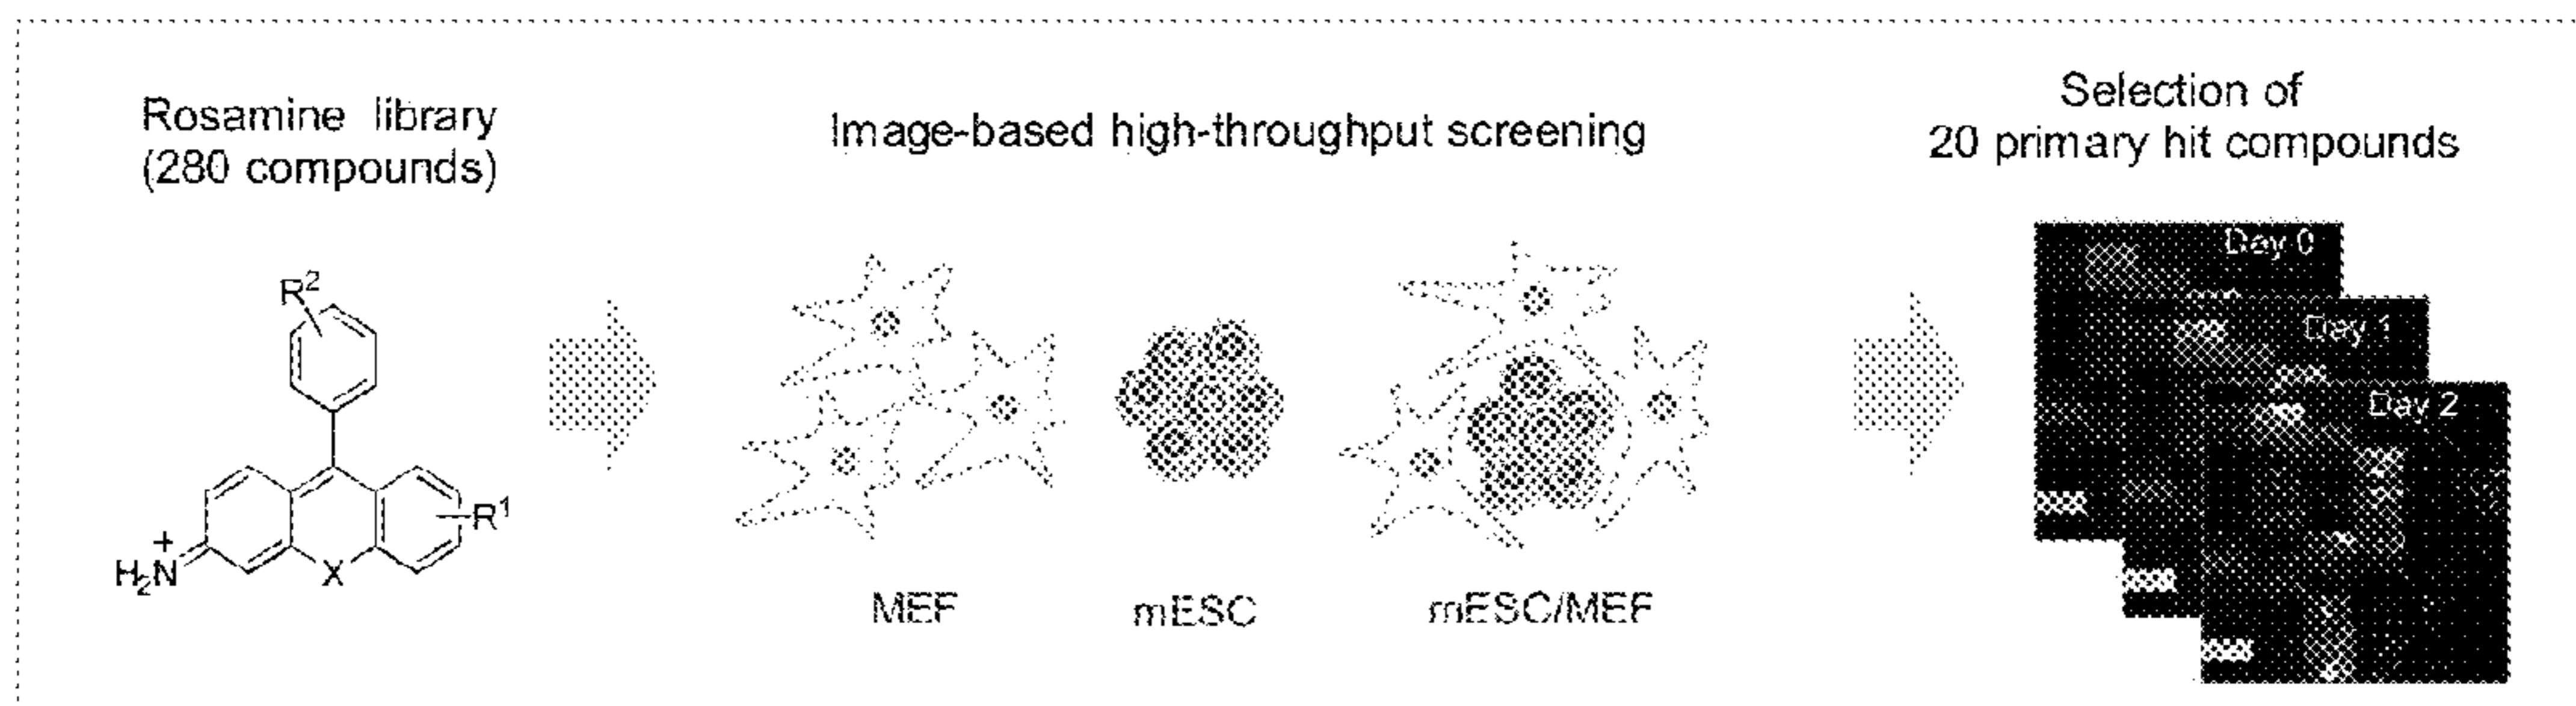 Rosamine library
(280 compounds)
Image-based high-throughput screening
Selection of
20 primary hit compounds
R²
R¹
+
H₂N
X
MEF
mESC
mESC/MEF
Day 0
Day 1
Day 2